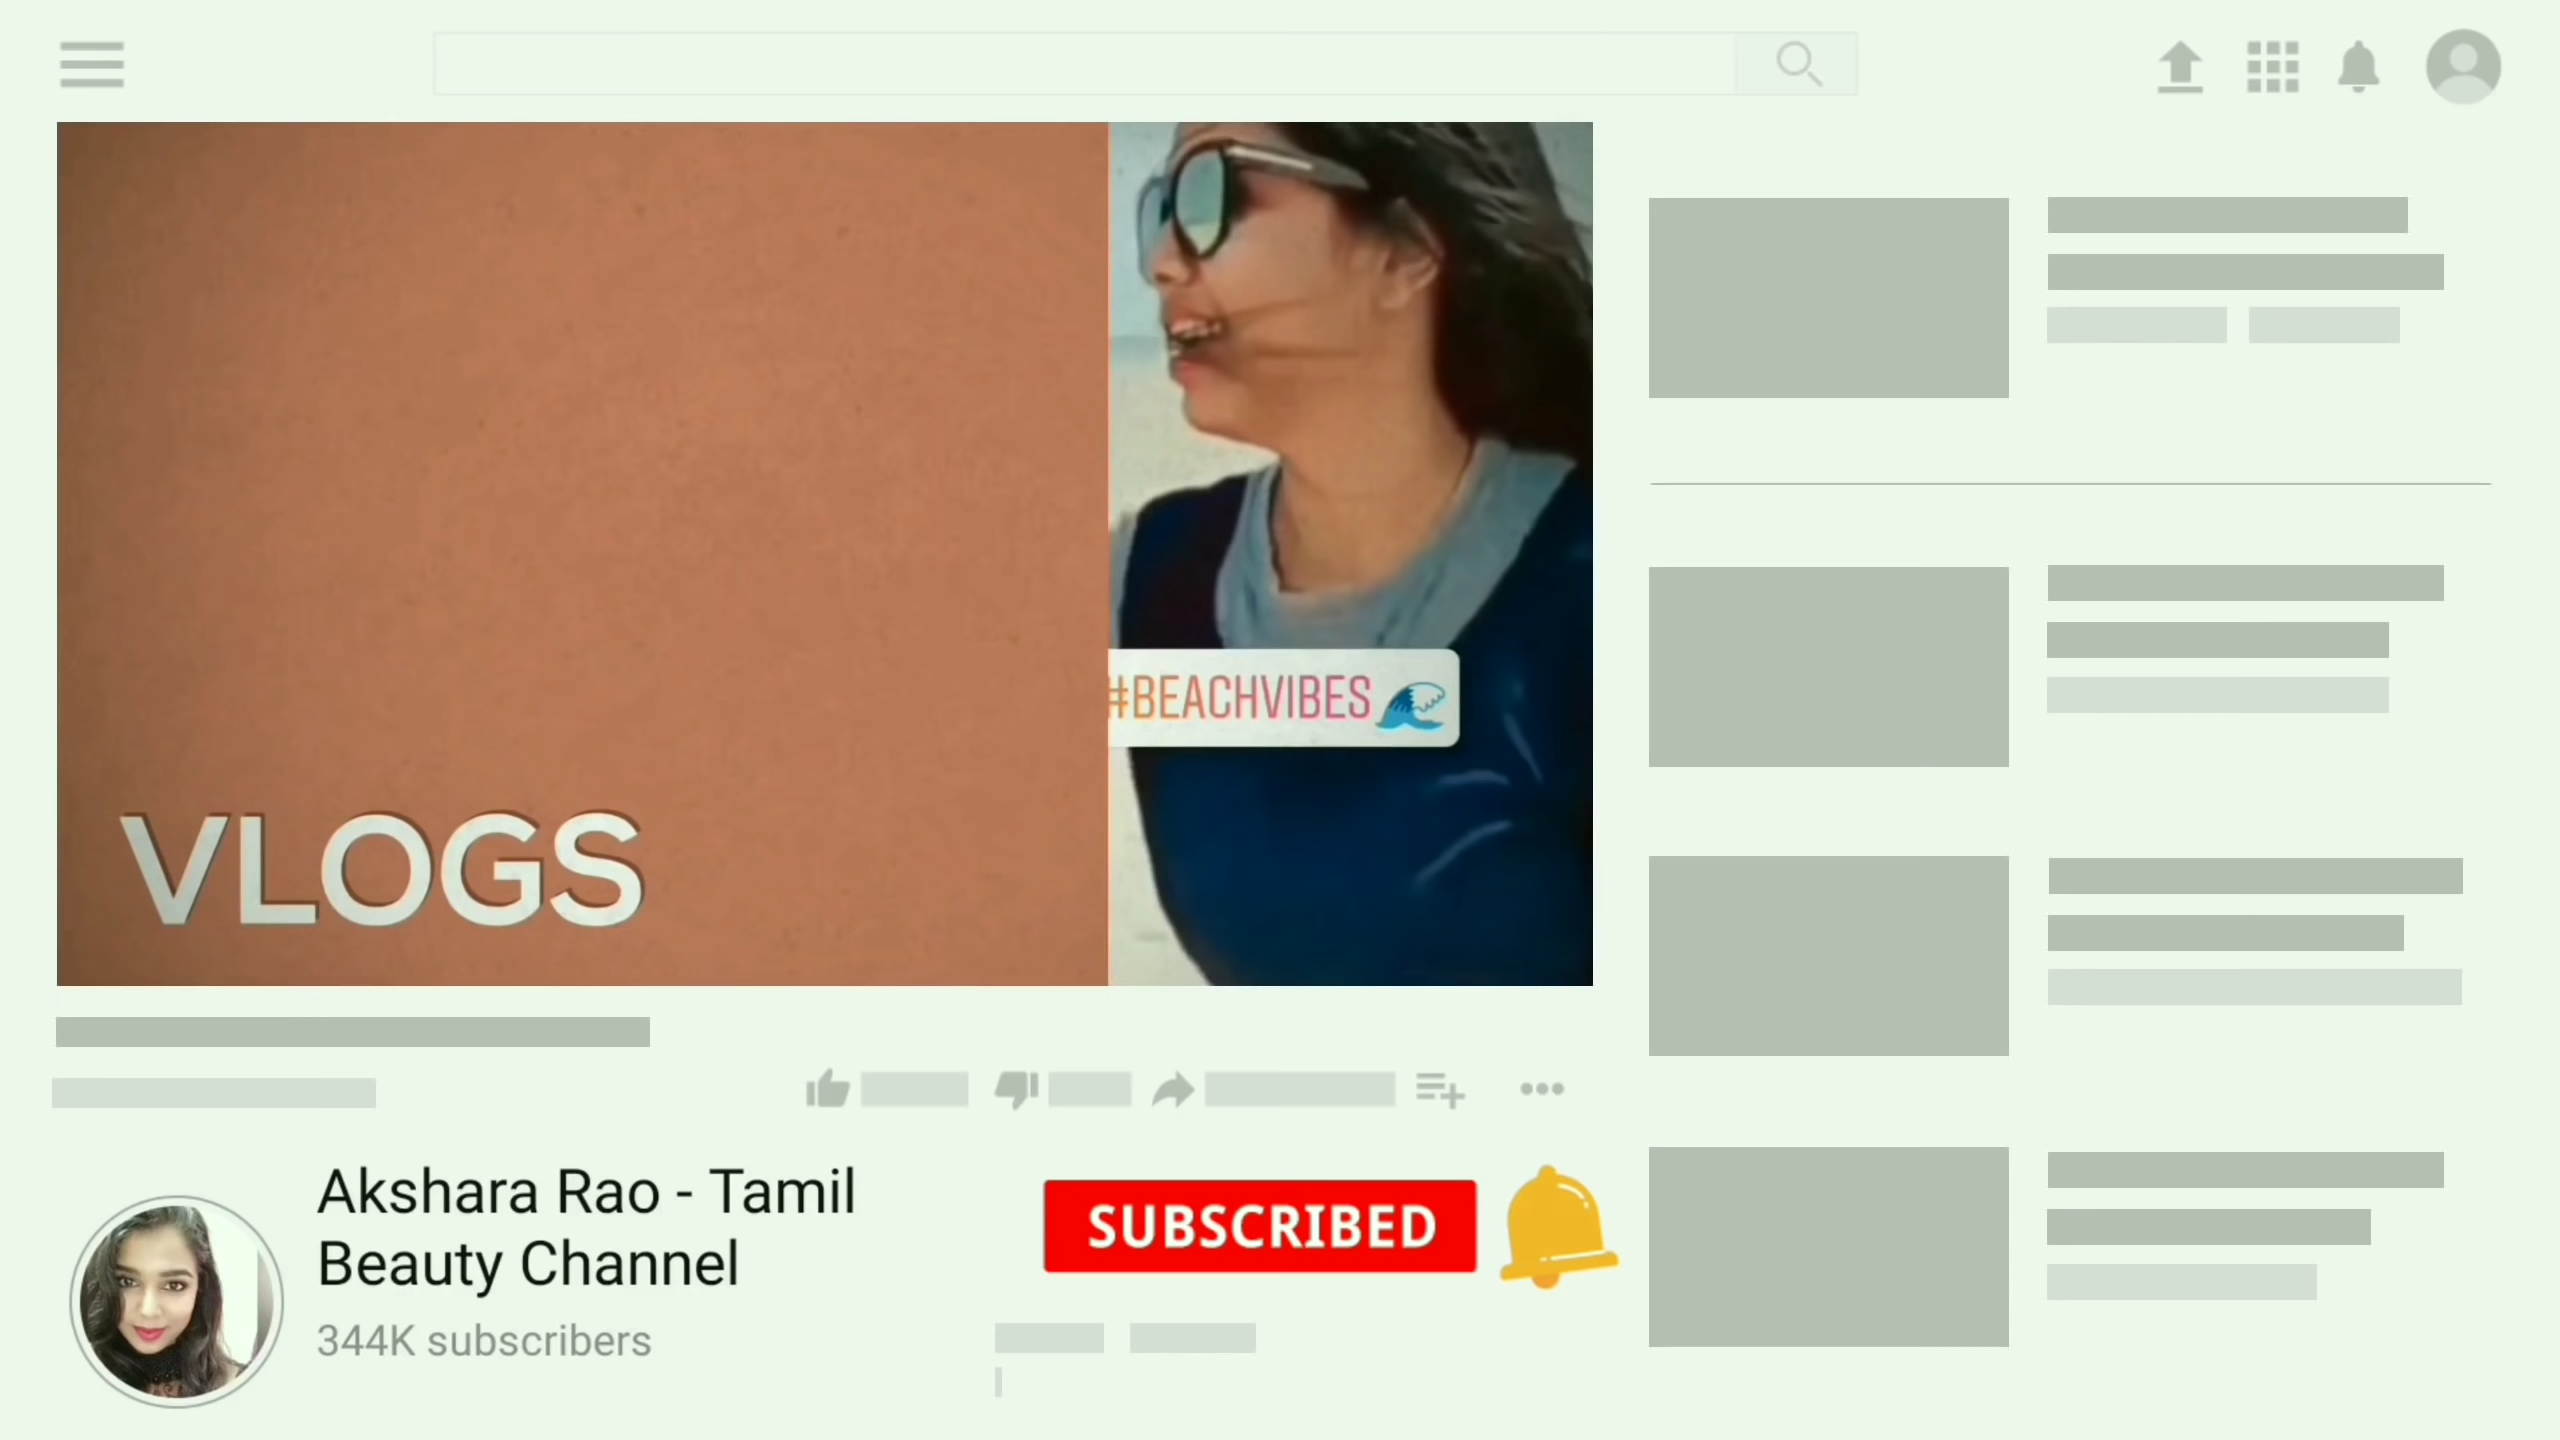 #BEACHVIBES
VLOGS
Akshara Rao - Tamil
Beauty Channel
344K subscribers
SUBSCRIBED